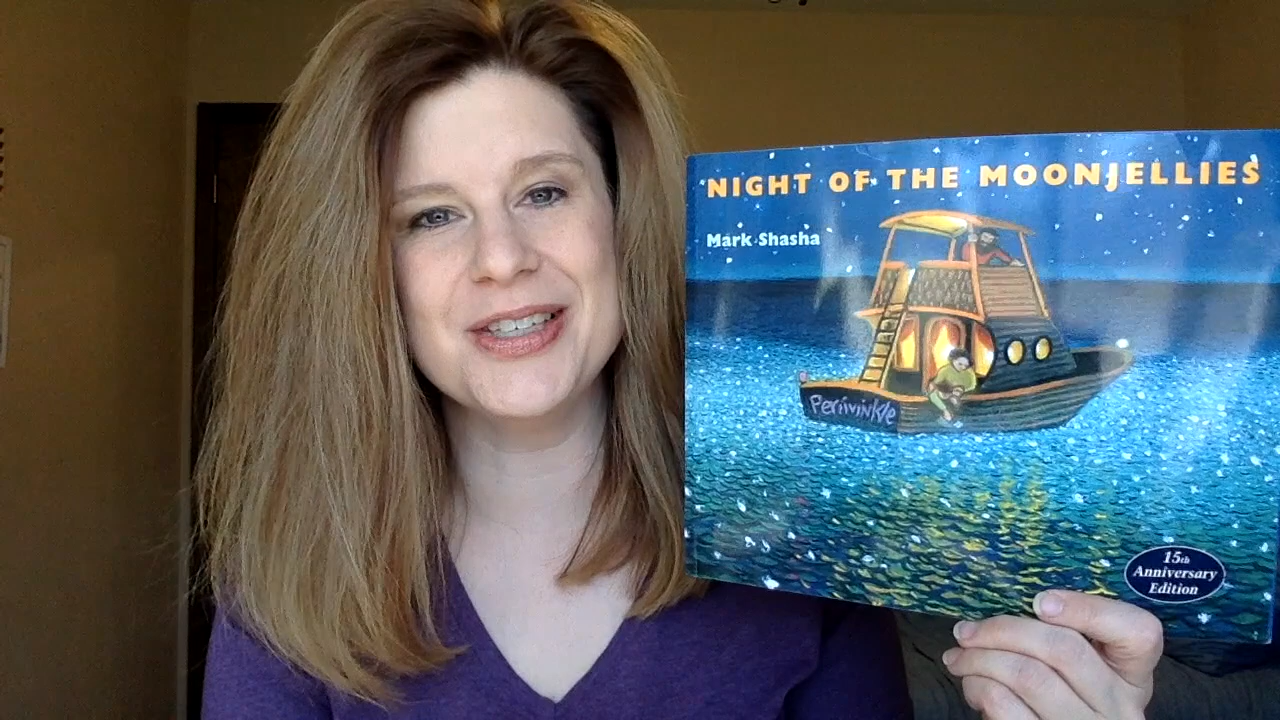 NIGHT OF THE MOONJELLIES
Mark Shasha
Periwinkle
15th
Anniversary
Edition